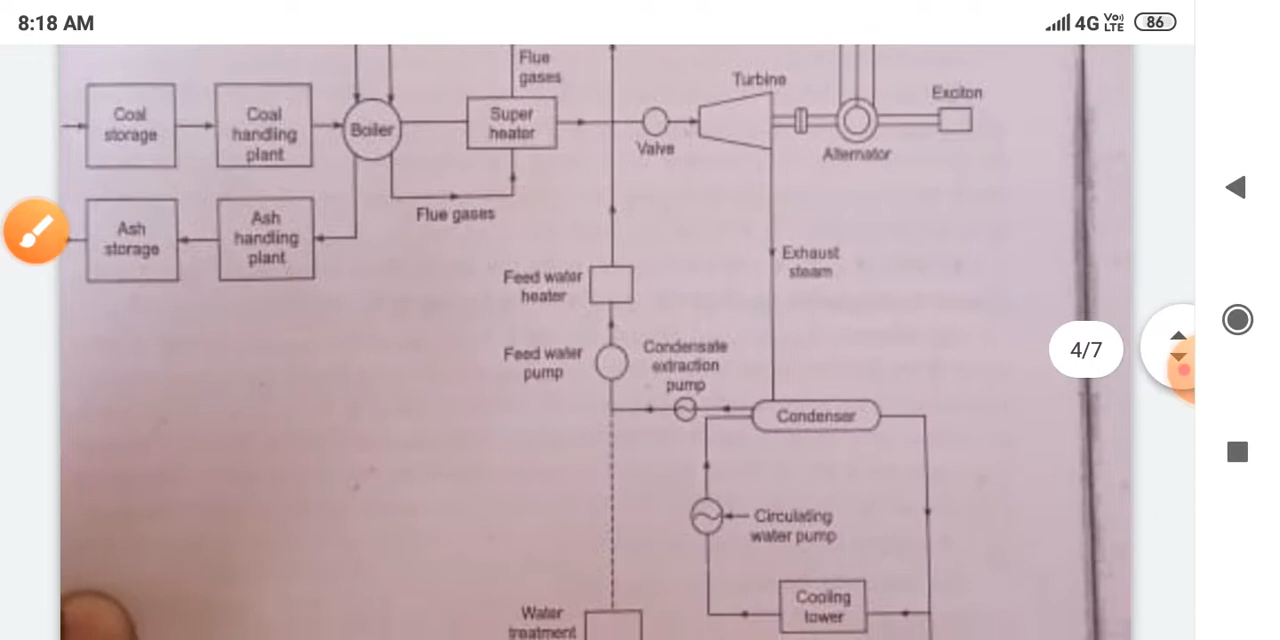 8:18 AM
4G
Vo))
LTE
86
Flue
gases
Turbine
Exciton
Coal
storage
Coal
handling
plant
Boiler
Super
heater
Valve
Alternator
Flue gases
Ash
storage
Ash
handling
plant
Exhaust
steam
Feed water
heater
Feed water
pump
Condensate
extraction
pump
4/7
Condenser
Circulating
water pump
Cooling
tower
Water
treatment